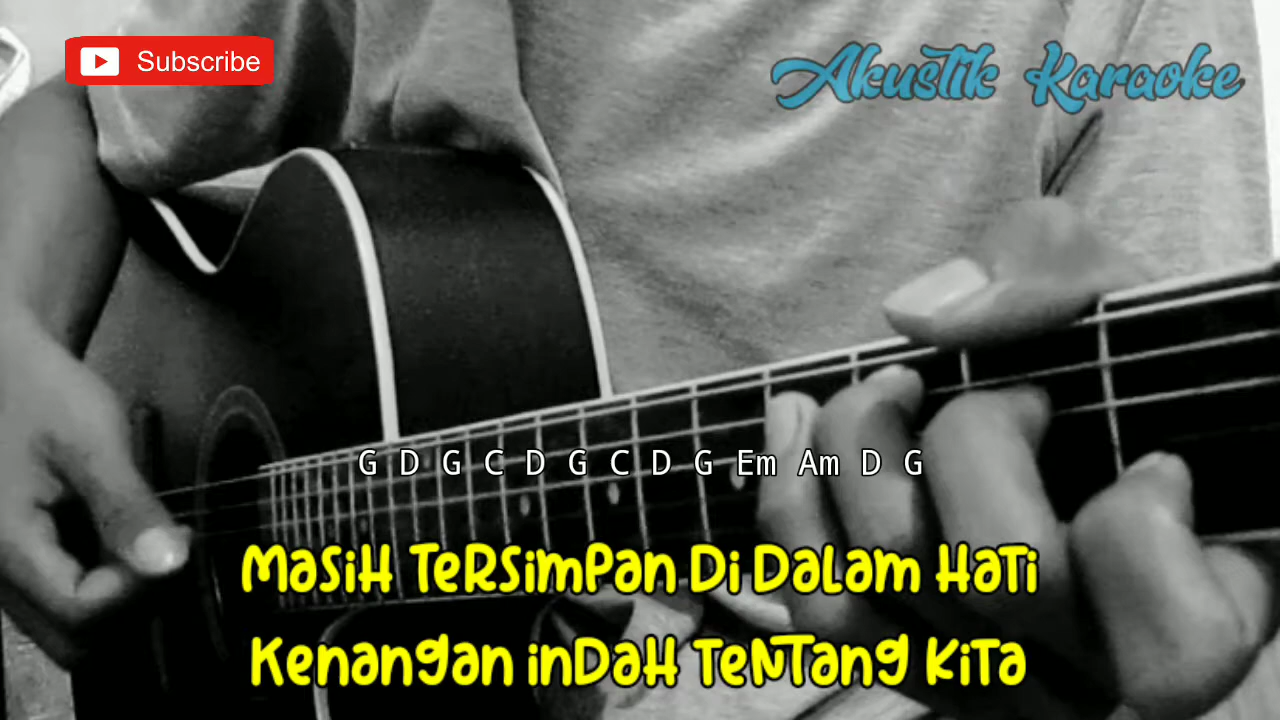 Subscribe
Akustik Karaoke
G D G C D G C D G Em Am D G
MasiH TeRSimPan Di DaLam HaTi
Kenangan inDaH TeNTang KiTa